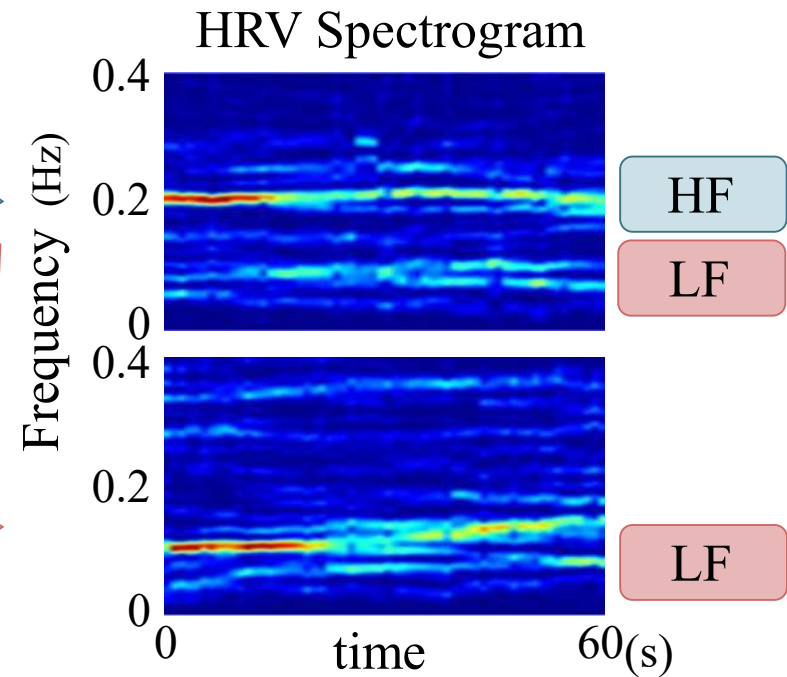 HRV Spectrogram
0.4
0.2
0
HF
LF
Frequency (Hz)
0.4
0.2
0
LF
0
time
60(s)